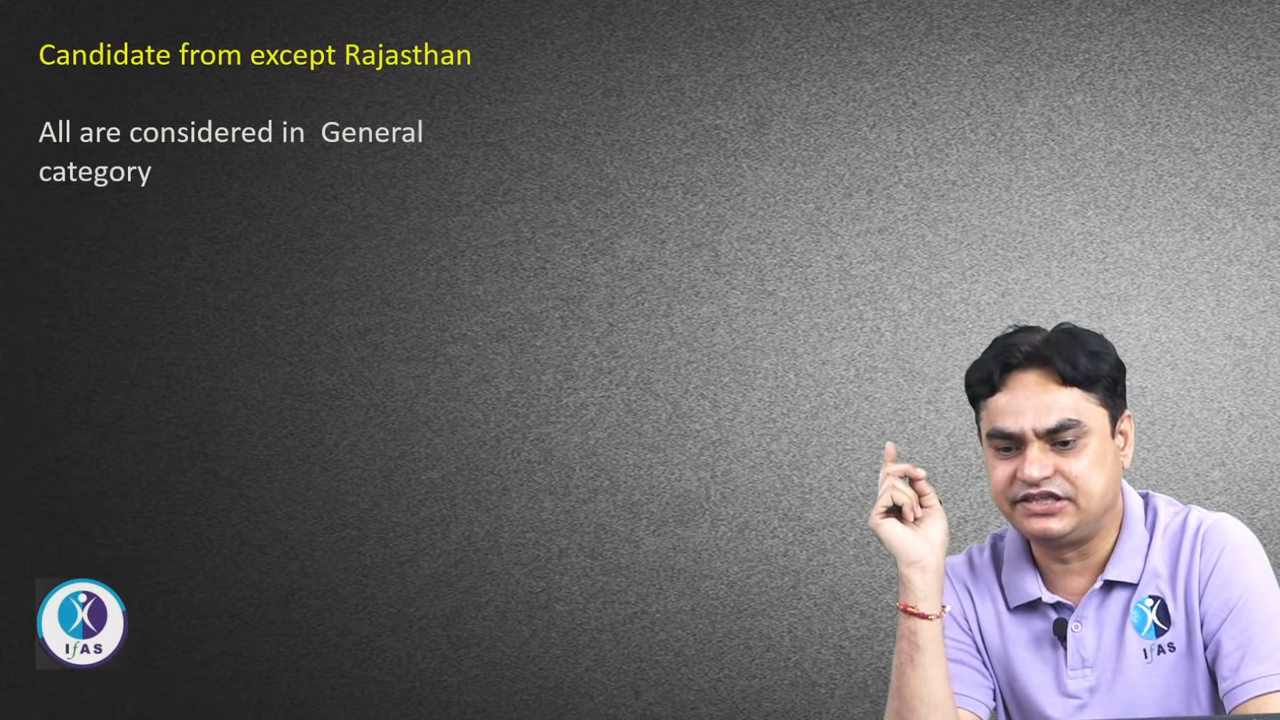 Candidate from except Rajasthan
All are considered in  General
category
IfAS
IfAS